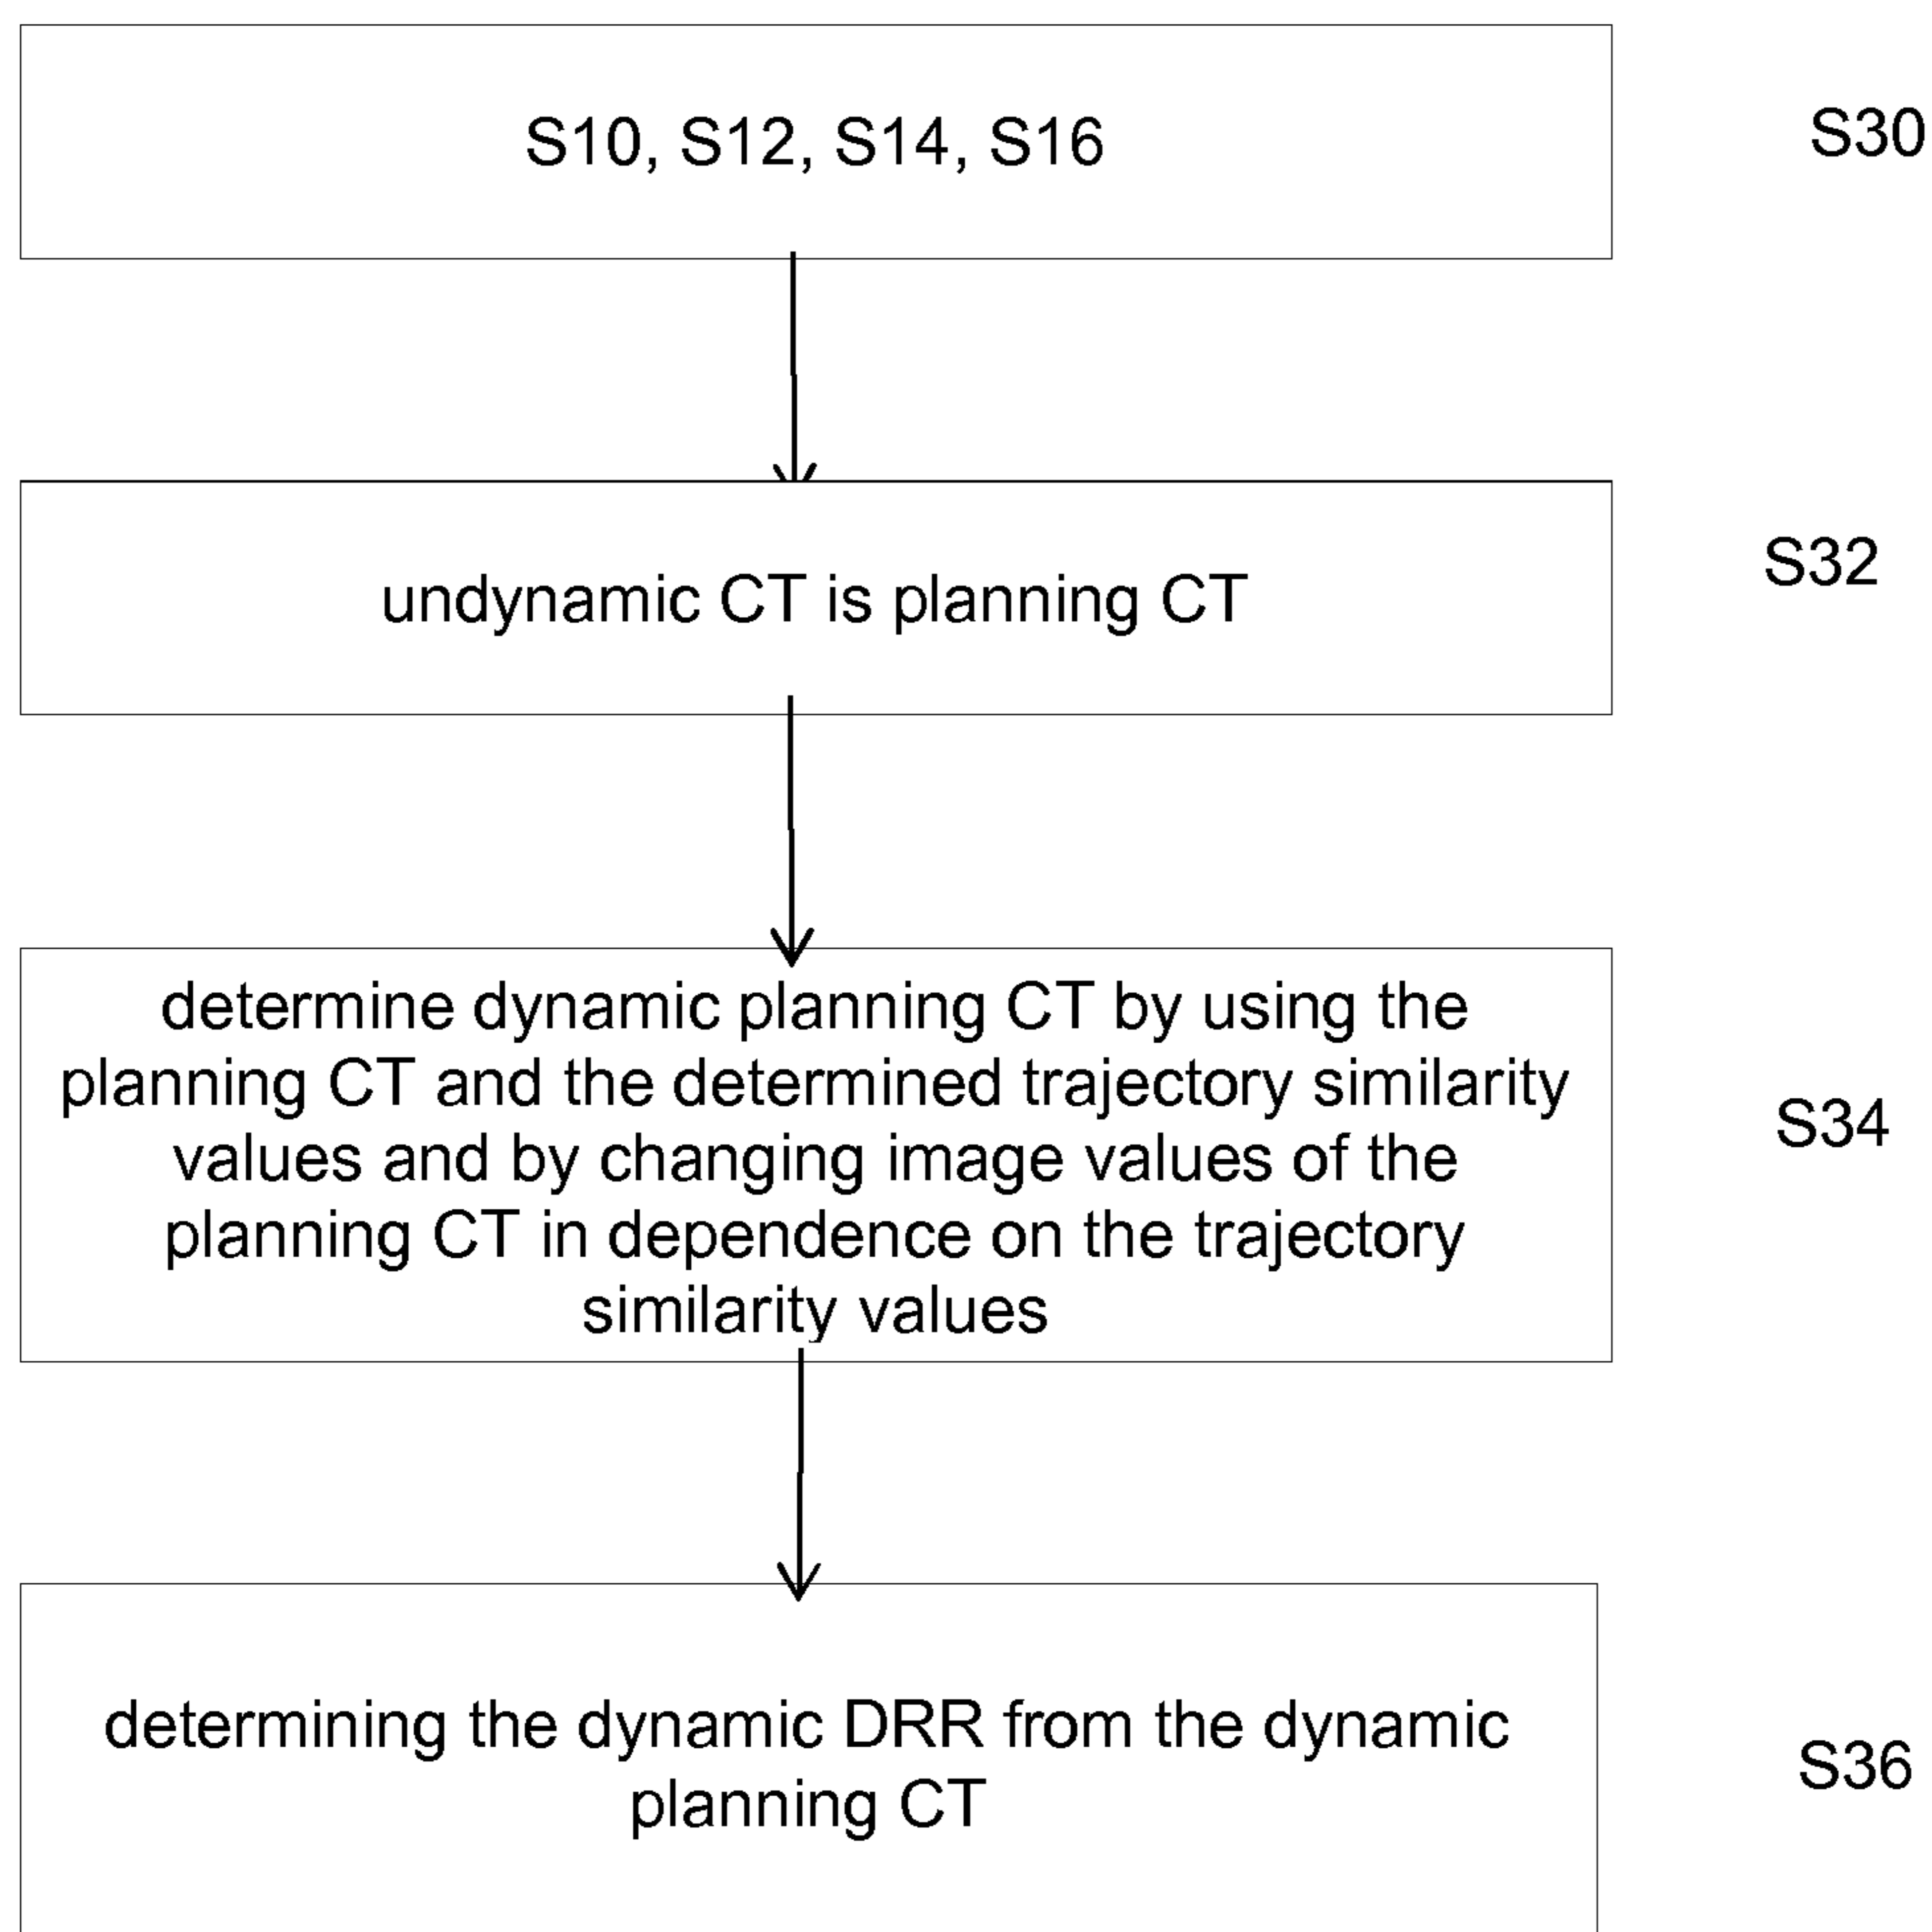 S10, S12, S14, S16
S30
undynamic CT is planning CT
S32
determine dynamic planning CT by using the
planning CT and the determined trajectory similarity
values and by changing image values of the
planning CT in dependence on the trajectory
similarity values
S34
determining the dynamic DRR from the dynamic
planning CT
S36